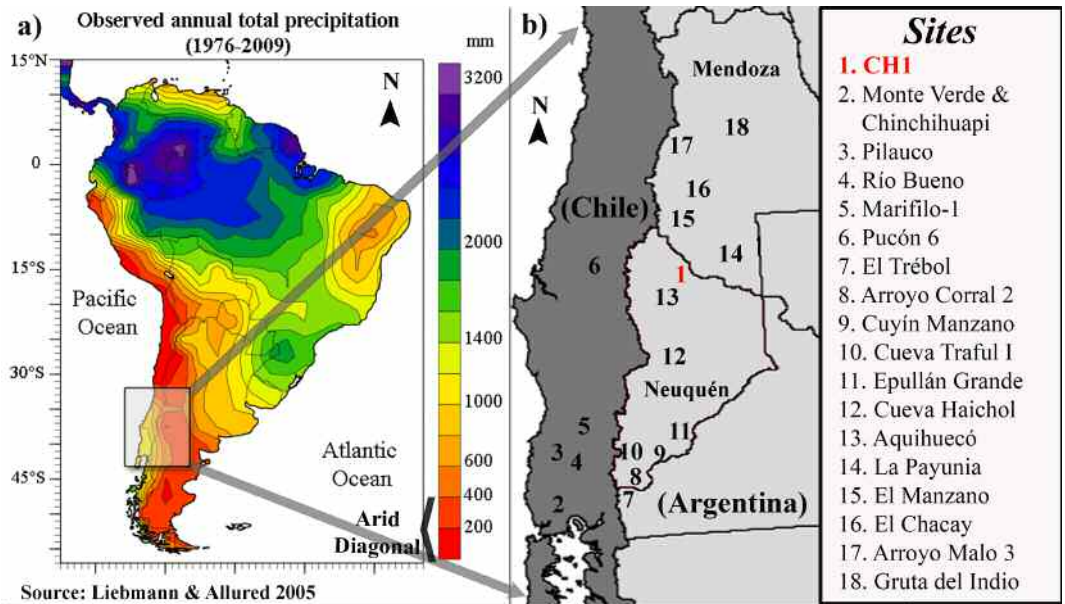 a)
Observed annual total precipitation
(1976-2009)
mm
15°N
0
15°S
30°S
45°S
N
Pacific
Ocean
Atlantic
Ocean
3200
2000
1400
1000
600
400
200
Arid
Diagonal
Source: Liebmann & Allured 2005
b)
N
Mendoza
18
17
16
(Chile)
15
14
6
1
13
12
Neuquén
5
11
3
10
9
4
8
7
2
(Argentina)
Sites
1. CH1
2. Monte Verde &
Chinchihuapi
3. Pilauco
4. Río Bueno
5. Marifilo-1
6. Pucón 6
7. El Trébol
8. Arroyo Corral 2
9. Cuyín Manzano
10. Cueva Traful I
11. Epullán Grande
12. Cueva Haichol
13. Aquihuecó
14. La Payunia
15. El Manzano
16. El Chacay
17. Arroyo Malo 3
18. Gruta del Indio